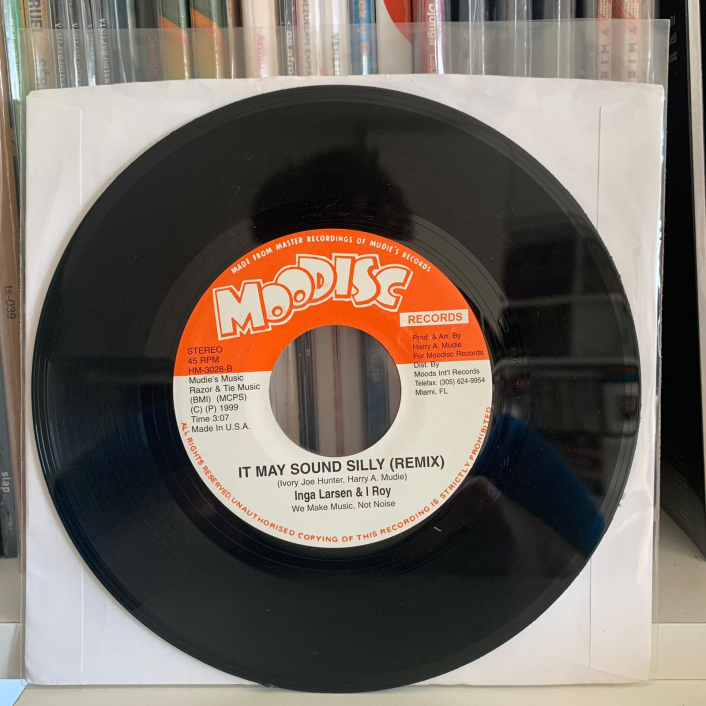 MADE FROM MASTER RECORDINGS OF MUDIE'S RECORDS
MOODISC
RECORDS
STEREO
45 RPM
HM-3028-B
Mudie's Music
Razor & Tie Music
(BMI) (MCPS)
(C) (P) 1999
Time 3:07
Made In U.S.A.
Prod. & Arr. By
Harry A. Mudie
For Moodisc Records
Dist. By
Moods Int'l Records
Telefax: (305) 624-9954
Miami, FL
IT MAY SOUND SILLY (REMIX)
(Ivory Joe Hunter, Harry A. Mudie)
Inga Larsen & I Roy
We Make Music, Not Noise
ALL RIGHTS RESERVED. UNAUTHORISED COPYING OF THIS RECORDING IS STRICTLY PROHIBITED
ts-039
slap